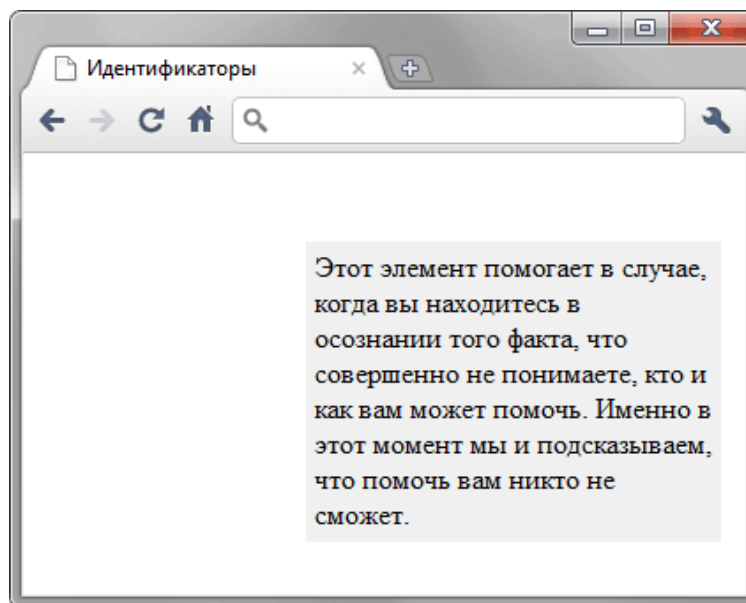 Идентификаторы
Этот элемент помогает в случае,
когда вы находитесь в
осознании того факта, что
совершенно не понимаете, кто и
как вам может помочь. Именно в
этот момент мы и подсказываем,
что помочь вам никто не
сможет.